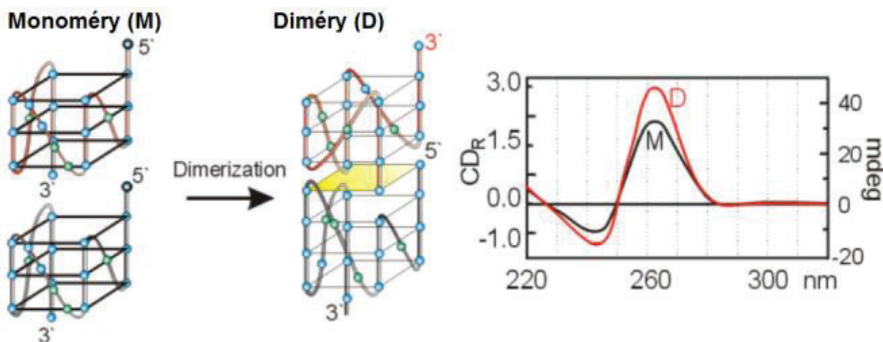 Monoméry (M)
Diméry (D)
5`
3`
5`
3`
Dimerization
3`
5`
3`
CD_R
3.0
1.5
0.0
-1.0
D
M
40
20
0
-20
mdeg
220
260
300
nm